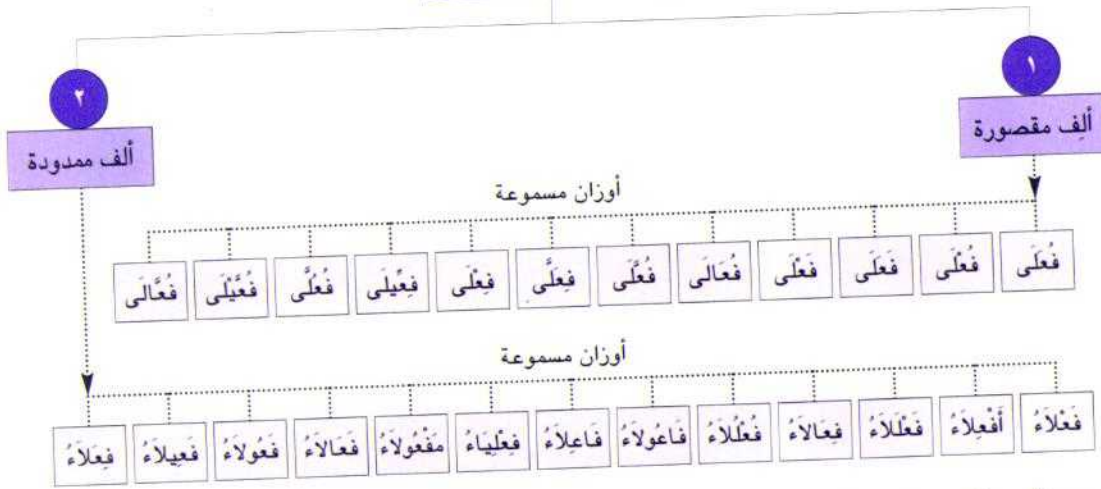 ١
ألِف مقصورة
٢
ألف ممدودة
أوزان مسموعة
فُعَلَى فُعْلَى فَعَلَى فَعْلَى فُعَالَى فُعَّلَى فِعَلَّى فِعْلَى فِعِّيلَى فُعُلَّى فُعَّيْلَى فُعَّالَى
أوزان مسموعة
فَعْلاَءُ أَفْعِلاَءُ فَعْلَلاَءُ فِعَالاَءُ فُعْلُلاَءُ فَاعُولاَءُ فَاعِلاَءُ فِعْلِيَاءُ مَفْعُولاَءُ فَعَالاَءُ فَعُولاَءُ فَعِيلاَءُ فِعَلاَءُ